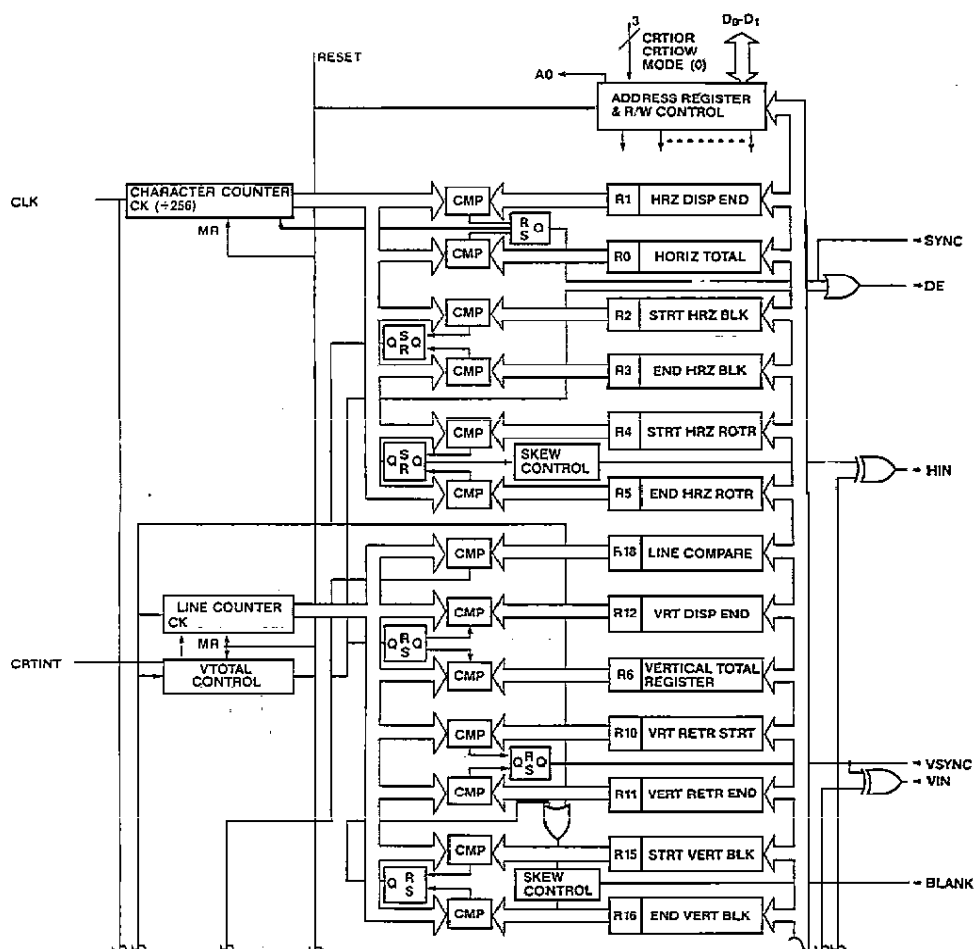 3
D0-D1
CRTIOR
CRTIOW
MODE (0)
RESET
A0
ADDRESS REGISTER
& R/W CONTROL
CLK
CHARACTER COUNTER
CK (÷256)
MR
CMP
R1 HRZ DISP END
R
S Q
CMP
R0 HORIZ TOTAL
SYNC
DE
CMP
R2 STRT HRZ BLK
Q S Q
R
CMP
R3 END HRZ BLK
CMP
R4 STRT HRZ ROTR
Q S Q
R
SKEW
CONTROL
HIN
CMP
R5 END HRZ ROTR
CMP
R18 LINE COMPARE
LINE COUNTER
CK
CMP
R12 VRT DISP END
MR
Q R Q
S
CRTINT
VTOTAL
CONTROL
CMP
R6 VERTICAL TOTAL
REGISTER
CMP
R10 VRT RETR STRT
Q R Q
S
VSYNC
VIN
CMP
R11 VERT RETR END
CMP
R15 STRT VERT BLK
Q R
S
SKEW
CONTROL
BLANK
CMP
R16 END VERT BLK